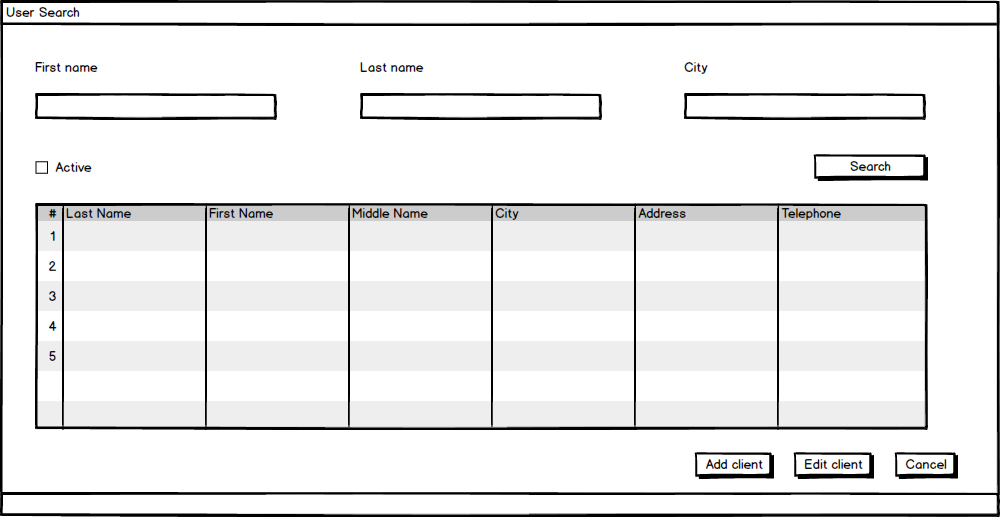 User Search
First name Last name City
Active Search
# Last Name First Name Middle Name City Address Telephone
1
2
3
4
5
Add client Edit client Cancel